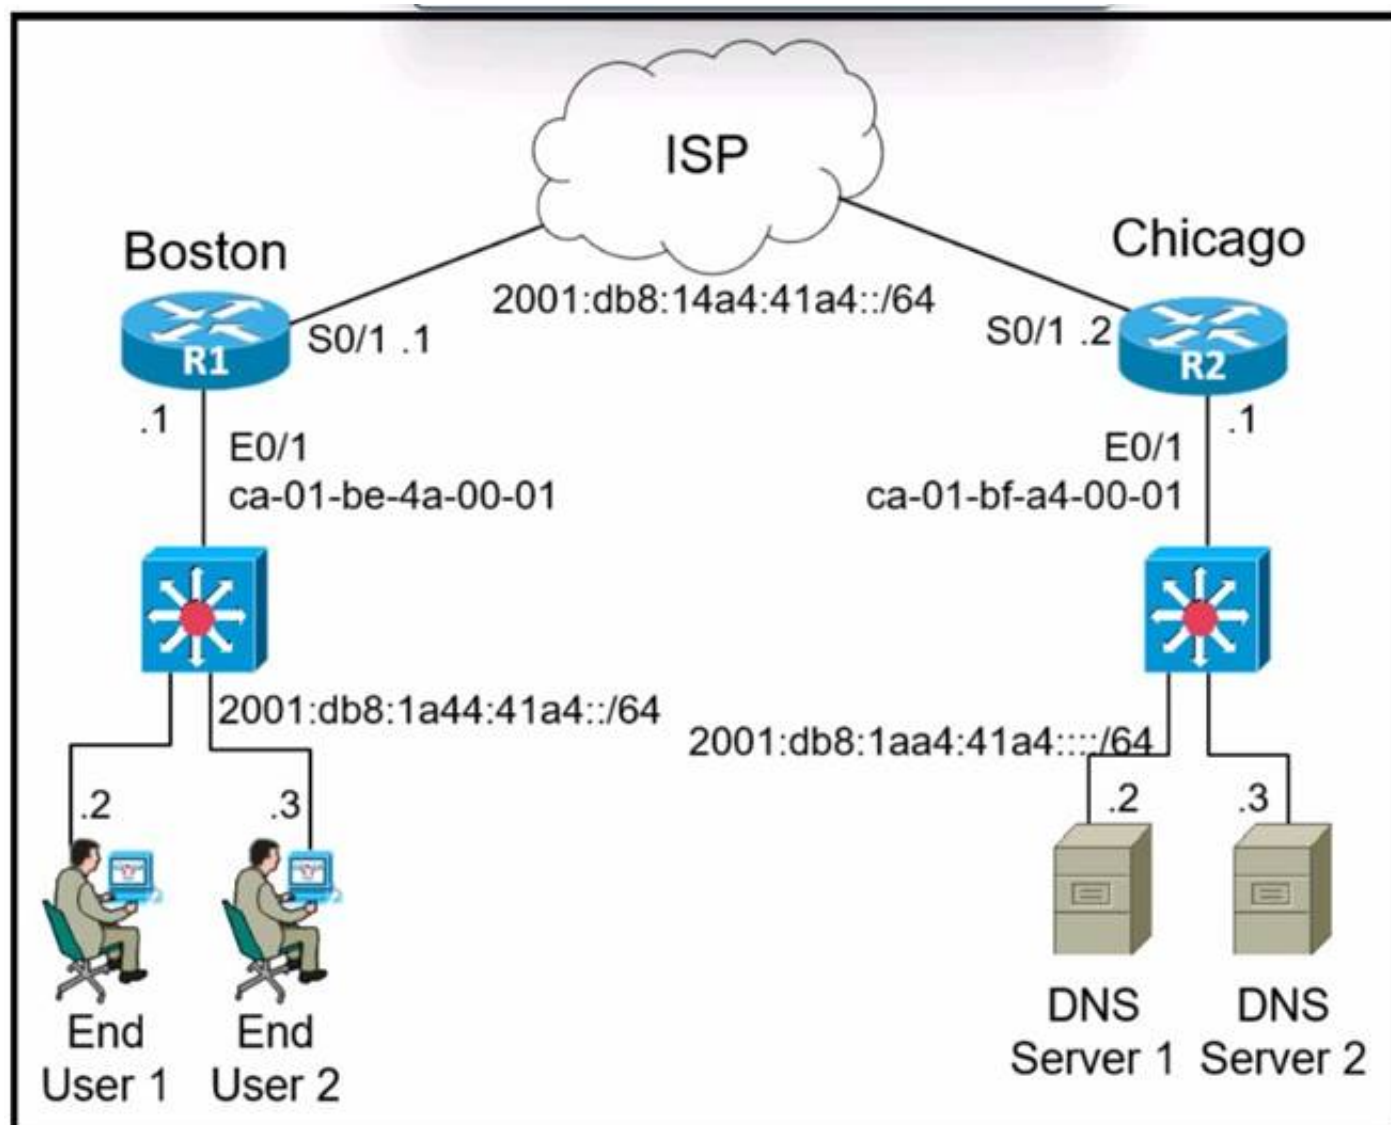 ISP
Boston
Chicago
2001:db8:14a4:41a4::/64
S0/1 .1
S0/1 .2
R1
R2
.1
.1
E0/1
E0/1
ca-01-be-4a-00-01
ca-01-bf-a4-00-01
2001:db8:1a44:41a4::/64
2001:db8:1aa4:41a4::::/64
.2
.3
.2
.3
End
User 1
End
User 2
DNS
Server 1
DNS
Server 2